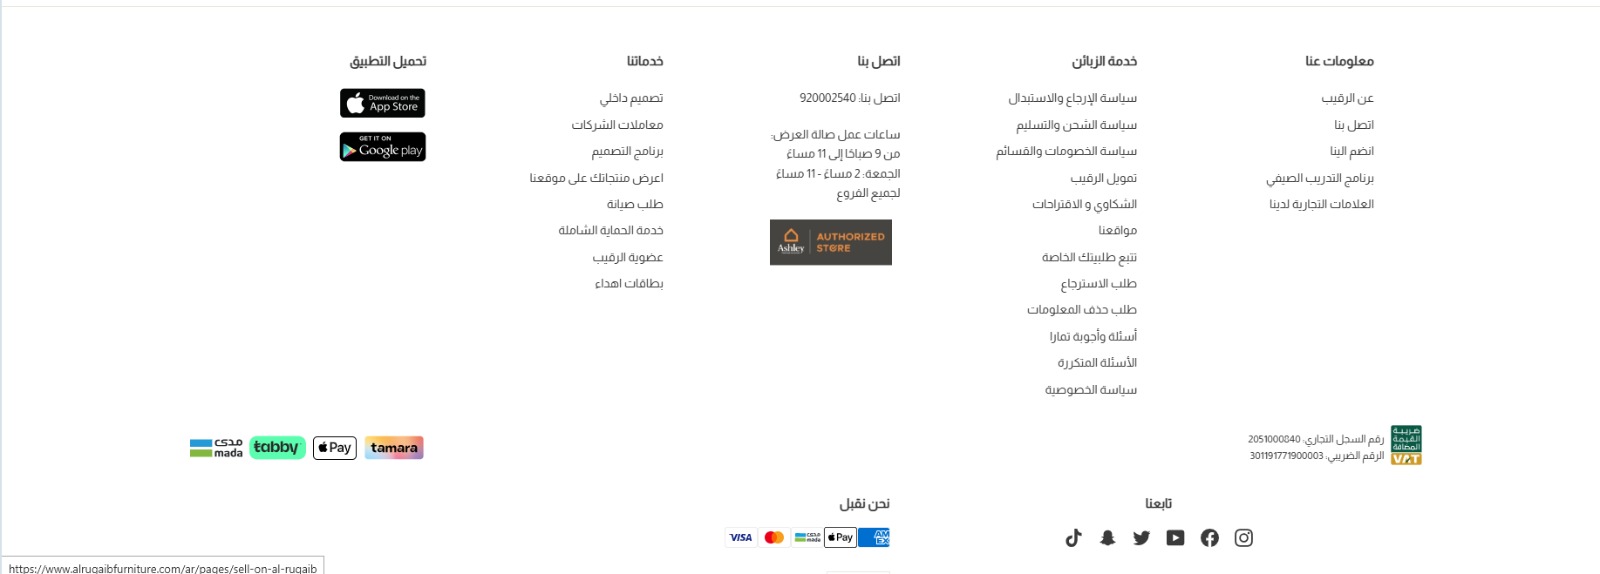 معلومات عنا
عن الرقيب
اتصل بنا
انضم الينا
برنامج التدريب الصيفي
العلامات التجارية لدينا
خدمة الزبائن
سياسة الإرجاع والاستبدال
سياسة الشحن والتسليم
سياسة الخصومات والقسائم
تمويل الرقيب
الشكاوي و الاقتراحات
مواقعنا
تتبع طلبيتك الخاصة
طلب الاسترجاع
طلب حذف المعلومات
أسئلة وأجوبة تمارا
الأسئلة المتكررة
سياسة الخصوصية
اتصل بنا
اتصل بنا: 920002540
ساعات عمل صالة العرض:
من 9 صباحًا إلى 11 مساءً
الجمعة: 2 مساءً - 11 مساءً
لجميع الفروع
Ashley
AUTHORIZED
STORE
خدماتنا
تصميم داخلي
معاملات الشركات
برنامج التصميم
اعرض منتجاتك على موقعنا
طلب صيانة
خدمة الحماية الشاملة
عضوية الرقيب
بطاقات اهداء
تحميل التطبيق
Download on the
App Store
GET IT ON
Google play
ضريبة
القيمة
المضافة
VAT
رقم السجل التجاري: 2051000840
الرقم الضريبي: 301191771900003
مدى
mada
tabby
Pay
tamara
تابعنا
نحن نقبل
VISA
مدى
mada
Pay
AM
EX
https://www.alrugaibfurniture.com/ar/pages/sell-on-al-rugaib